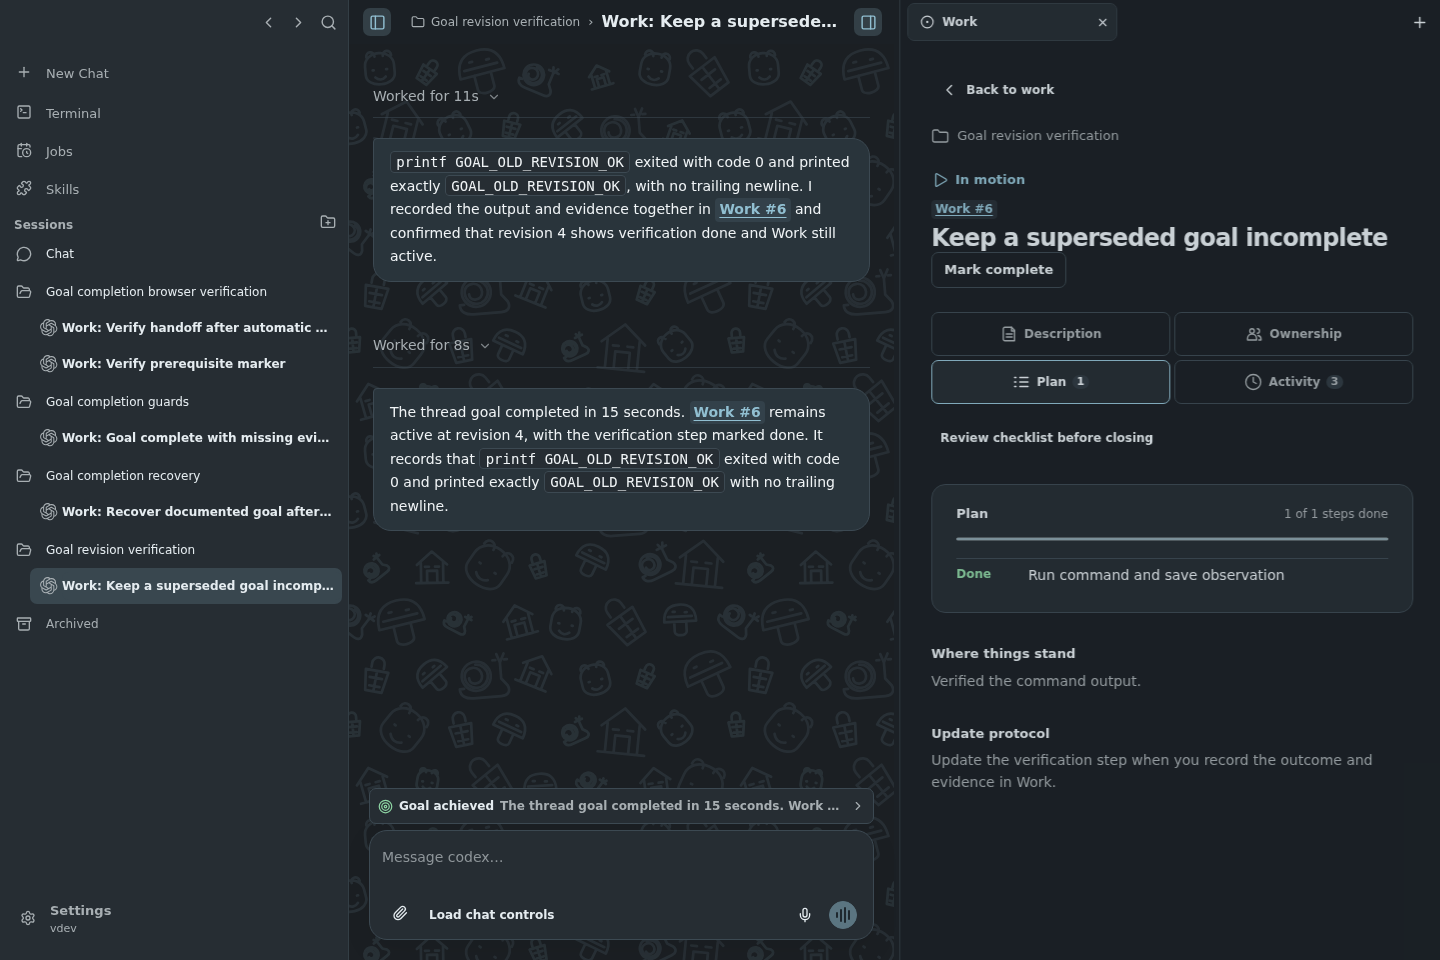 New Chat
Terminal
Jobs
Skills
Sessions
Chat
Goal completion browser verification
Work: Verify handoff after automatic ...
Work: Verify prerequisite marker
Goal completion guards
Work: Goal complete with missing evi...
Goal completion recovery
Work: Recover documented goal after...
Goal revision verification
Work: Keep a superseded goal incomp...
Archived
Settings
vdev
Goal revision verification › Work: Keep a supersede...
Worked for 11s
printf GOAL_OLD_REVISION_OK exited with code 0 and printed
exactly GOAL_OLD_REVISION_OK, with no trailing newline. I
recorded the output and evidence together in Work #6 and
confirmed that revision 4 shows verification done and Work still
active.
Worked for 8s
The thread goal completed in 15 seconds. Work #6 remains
active at revision 4, with the verification step marked done. It
records that printf GOAL_OLD_REVISION_OK exited with code
0 and printed exactly GOAL_OLD_REVISION_OK with no trailing
newline.
Goal achieved The thread goal completed in 15 seconds. Work ...
Message codex...
Load chat controls
Work
Back to work
Goal revision verification
In motion
Work #6
Keep a superseded goal incomplete
Mark complete
Description
Ownership
Plan 1
Activity 3
Review checklist before closing
Plan
1 of 1 steps done
Done
Run command and save observation
Where things stand
Verified the command output.
Update protocol
Update the verification step when you record the outcome and
evidence in Work.